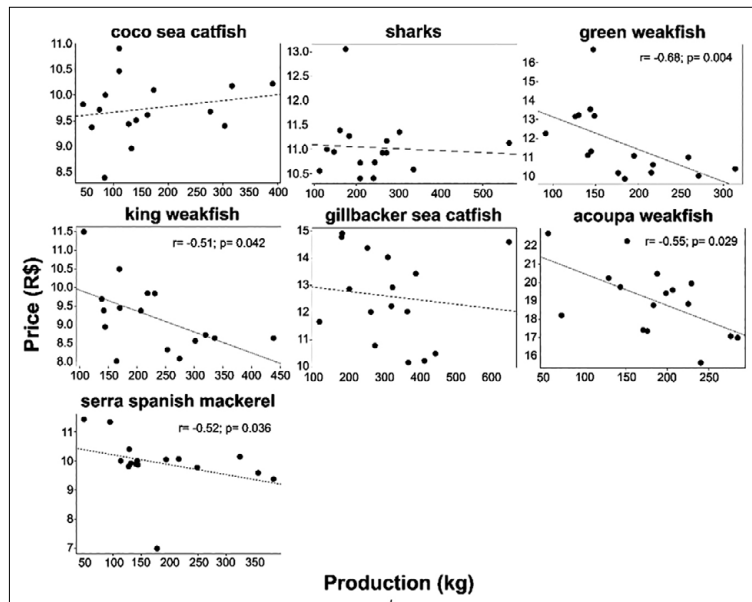 coco sea catfish
11.0
10.5
10.0
9.5
9.0
8.5
50 100 150 200 250 300 350 400
sharks
13.0
12.5
12.0
11.5
11.0
10.5
100 200 300 400 500
green weakfish
r= -0.68; p= 0.004
16
15
14
13
12
11
10
100 150 200 250 300
king weakfish
r= -0.51; p= 0.042
11.5
11.0
10.5
10.0
9.5
9.0
8.5
8.0
100 150 200 250 300 350 400 450
gillbacker sea catfish
15
14
13
12
11
10
100 200 300 400 500 600
acoupa weakfish
r= -0.55; p= 0.029
22
21
20
19
18
17
16
50 100 150 200 250
serra spanish mackerel
r= -0.52; p= 0.036
11
10
9
8
7
50 100 150 200 250 300 350
Price (R$)
Production (kg)